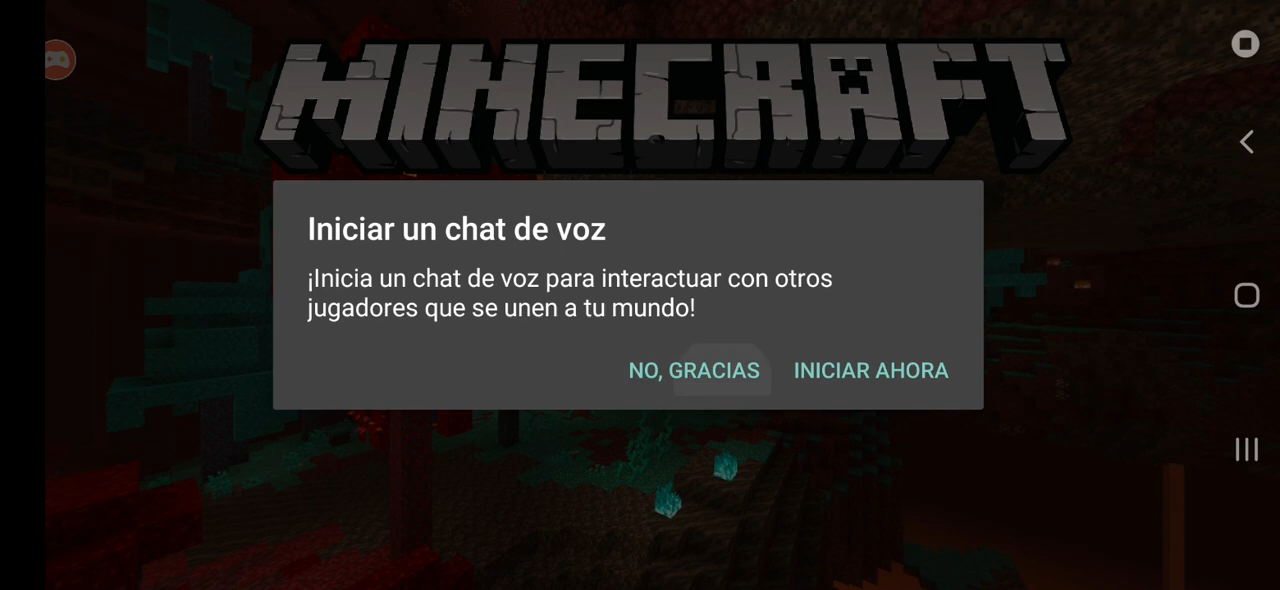 MINECRAFT
Iniciar un chat de voz
¡Inicia un chat de voz para interactuar con otros
jugadores que se unen a tu mundo!
NO, GRACIAS INICIAR AHORA